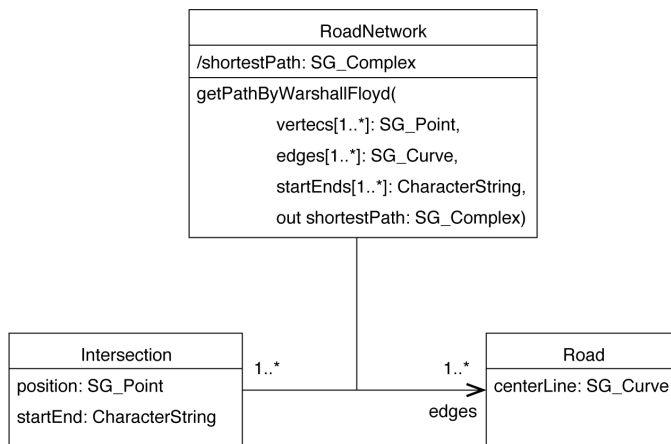 RoadNetwork
/shortestPath: SG_Complex
getPathByWarshallFloyd(
vertecs[1..*]: SG_Point,
edges[1..*]: SG_Curve,
startEnds[1..*]: CharacterString,
out shortestPath: SG_Complex)
Intersection
position: SG_Point
startEnd: CharacterString
1..*
1..*
edges
Road
centerLine: SG_Curve